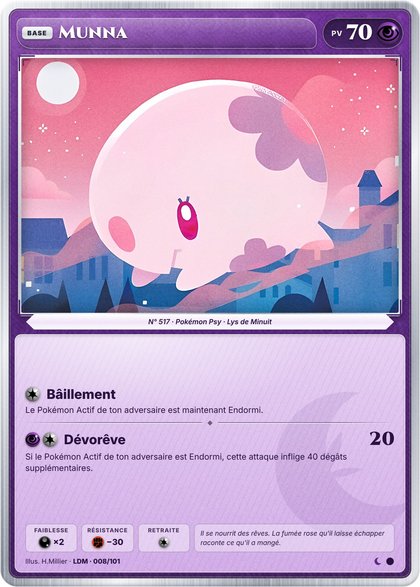 BASE MUNNA PV 70
N° 517 · Pokémon Psy · Lys de Minuit
Bâillement
Le Pokémon Actif de ton adversaire est maintenant Endormi.
Dévorêve 20
Si le Pokémon Actif de ton adversaire est Endormi, cette attaque inflige 40 dégâts
supplémentaires.
FAIBLESSE RÉSISTANCE RETRAITE
×2 −30
Il se nourrit des rêves. La fumée rose qu'il laisse échapper
raconte ce qu'il a mangé.
Illus. H.Millier · LDM · 008/101